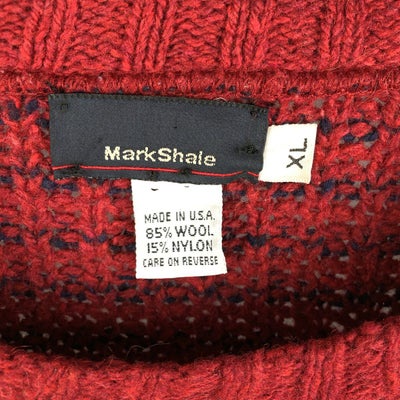 MarkShale
XL
MADE IN U.S.A.
85% WOOL
15% NYLON
CARE ON REVERSE